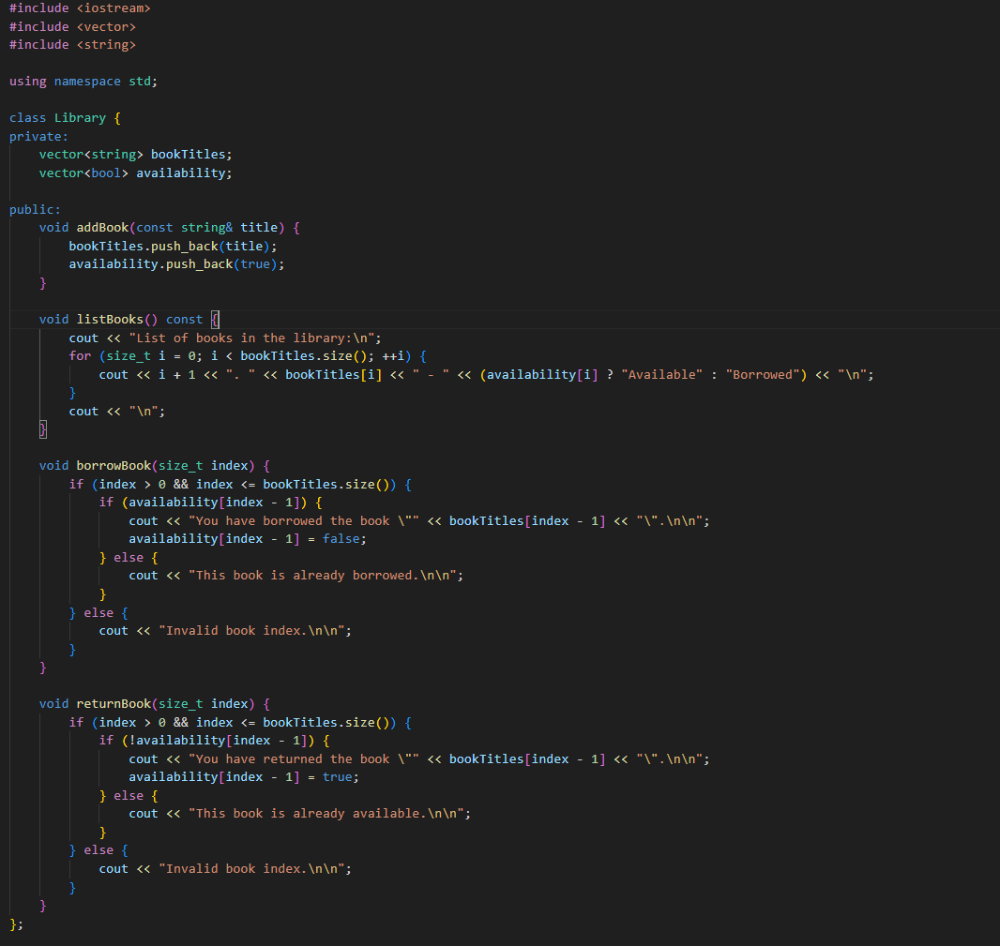 #include <iostream>
#include <vector>
#include <string>

using namespace std;

class Library {
private:
    vector<string> bookTitles;
    vector<bool> availability;

public:
    void addBook(const string& title) {
        bookTitles.push_back(title);
        availability.push_back(true);
    }

    void listBooks() const {
        cout << "List of books in the library:\n";
        for (size_t i = 0; i < bookTitles.size(); ++i) {
            cout << i + 1 << ". " << bookTitles[i] << " - " << (availability[i] ? "Available" : "Borrowed") << "\n";
        }
        cout << "\n";
    }

    void borrowBook(size_t index) {
        if (index > 0 && index <= bookTitles.size()) {
            if (availability[index - 1]) {
                cout << "You have borrowed the book \"" << bookTitles[index - 1] << "\".\n\n";
                availability[index - 1] = false;
            } else {
                cout << "This book is already borrowed.\n\n";
            }
        } else {
            cout << "Invalid book index.\n\n";
        }
    }

    void returnBook(size_t index) {
        if (index > 0 && index <= bookTitles.size()) {
            if (!availability[index - 1]) {
                cout << "You have returned the book \"" << bookTitles[index - 1] << "\".\n\n";
                availability[index - 1] = true;
            } else {
                cout << "This book is already available.\n\n";
            }
        } else {
            cout << "Invalid book index.\n\n";
        }
    }
};